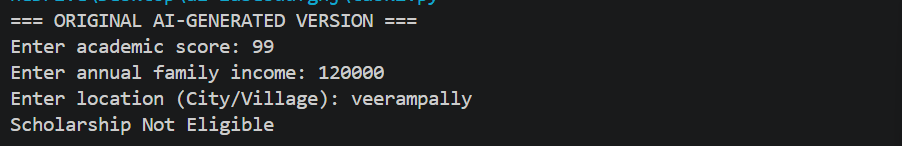 === ORIGINAL AI-GENERATED VERSION ===
Enter academic score: 99
Enter annual family income: 120000
Enter location (City/Village): veerampally
Scholarship Not Eligible